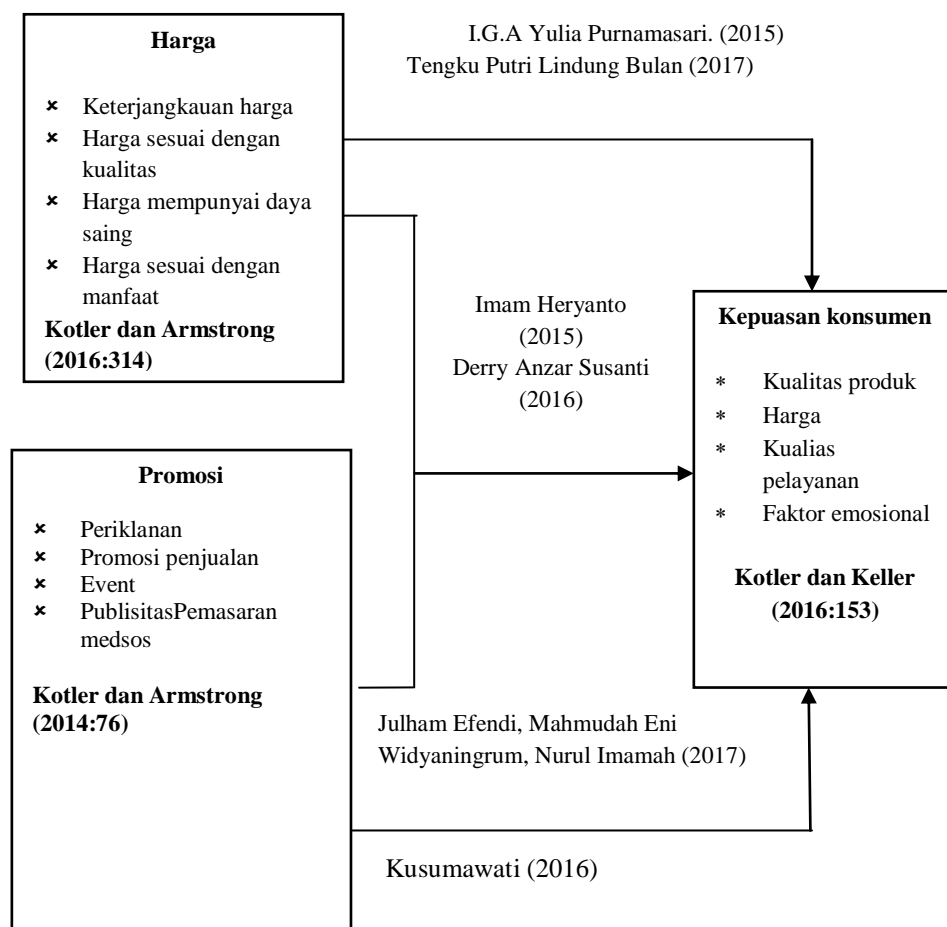 Harga
× Keterjangkauan harga
× Harga sesuai dengan
kualitas
× Harga mempunyai daya
saing
× Harga sesuai dengan
manfaat
Kotler dan Armstrong
(2016:314)
I.G.A Yulia Purnamasari. (2015)
Tengku Putri Lindung Bulan (2017)
Imam Heryanto
(2015)
Derry Anzar Susanti
(2016)
Kepuasan konsumen
* Kualitas produk
* Harga
* Kualias
pelayanan
* Faktor emosional
Kotler dan Keller
(2016:153)
Promosi
× Periklanan
× Promosi penjualan
× Event
× PublisitasPemasaran
medsos
Kotler dan Armstrong
(2014:76)
Julham Efendi, Mahmudah Eni
Widyaningrum, Nurul Imamah (2017)
Kusumawati (2016)